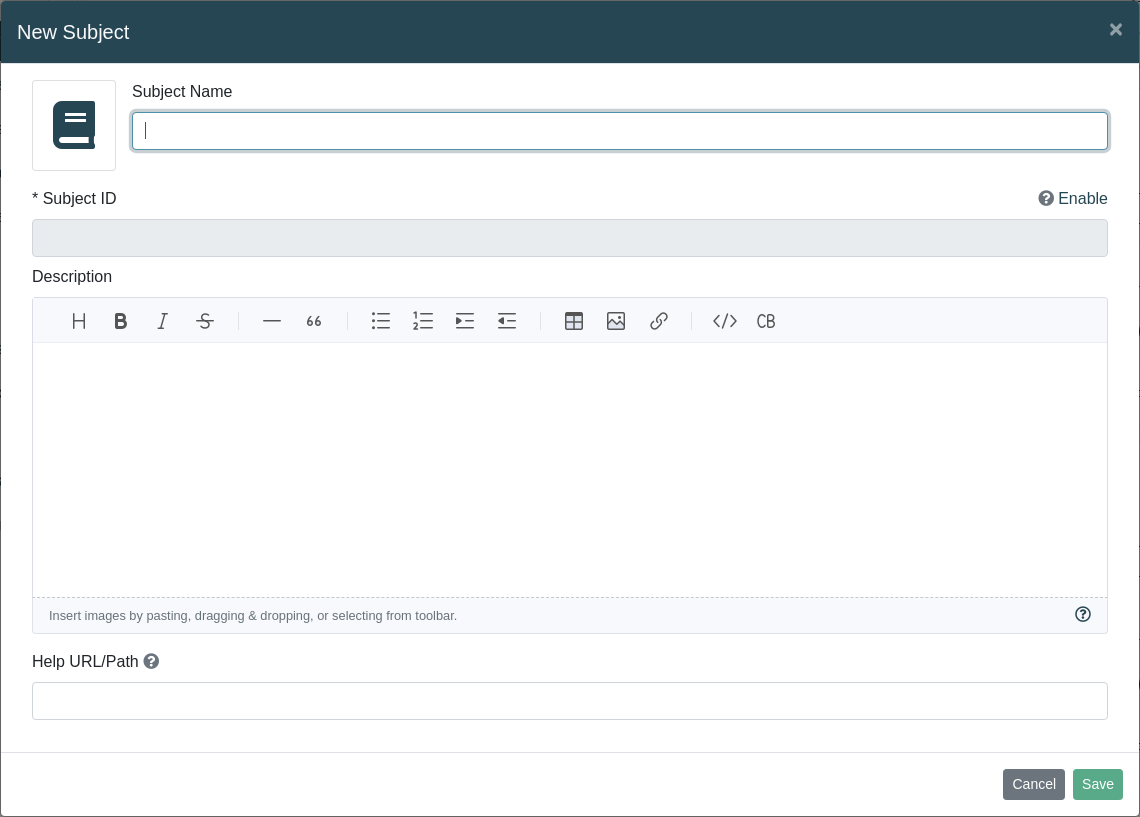 New Subject ×
Subject Name
* Subject ID Enable
Description
H B I S — 66 </> CB
Insert images by pasting, dragging & dropping, or selecting from toolbar.
Help URL/Path
Cancel Save